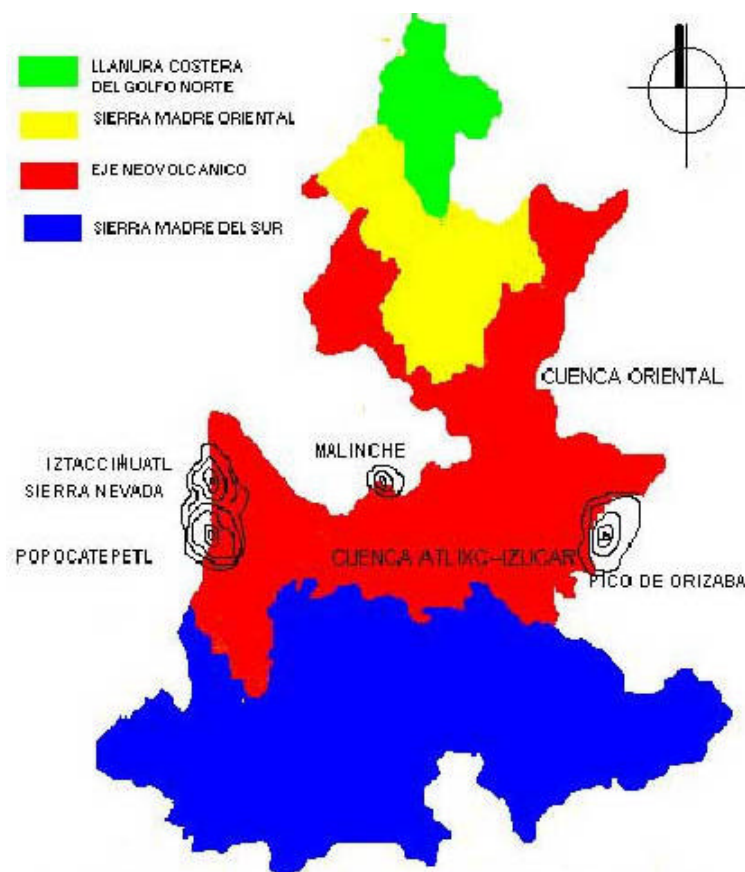 LLANURA COSTERA
DEL GOLFO NORTE
SIERRA MADRE ORIENTAL
EJE NEOVOLCANICO
SIERRA MADRE DEL SUR
CUENCA ORIENTAL
MALINCHE
IZTACCIHUATL
SIERRA NEVADA
POPOCATEPETL
CUENCA ATLIXC-IZUCAR
PICO DE ORIZABA